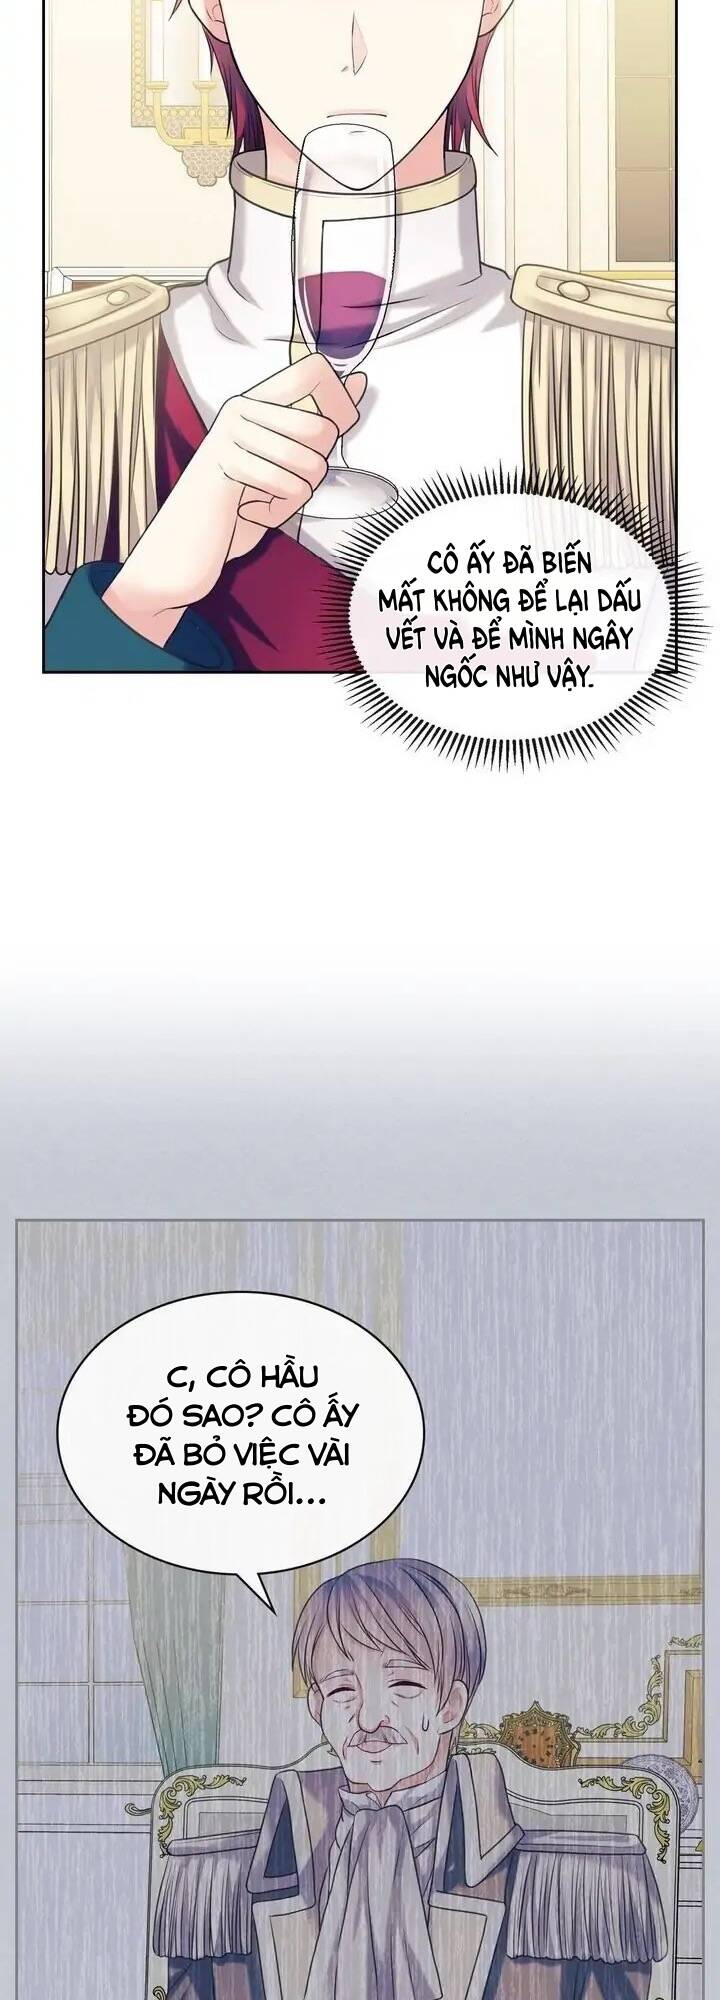 CÔ ẤY ĐÃ BIẾN
MẤT KHÔNG ĐỂ LẠI DẤU
VẾT VÀ ĐỂ MÌNH NGÂY
NGỐC NHƯ VẬY.
C, CÔ HẦU
ĐÓ SAO? CÔ ẤY
ĐÃ BỎ VIỆC VÀI
NGÀY RỒI...